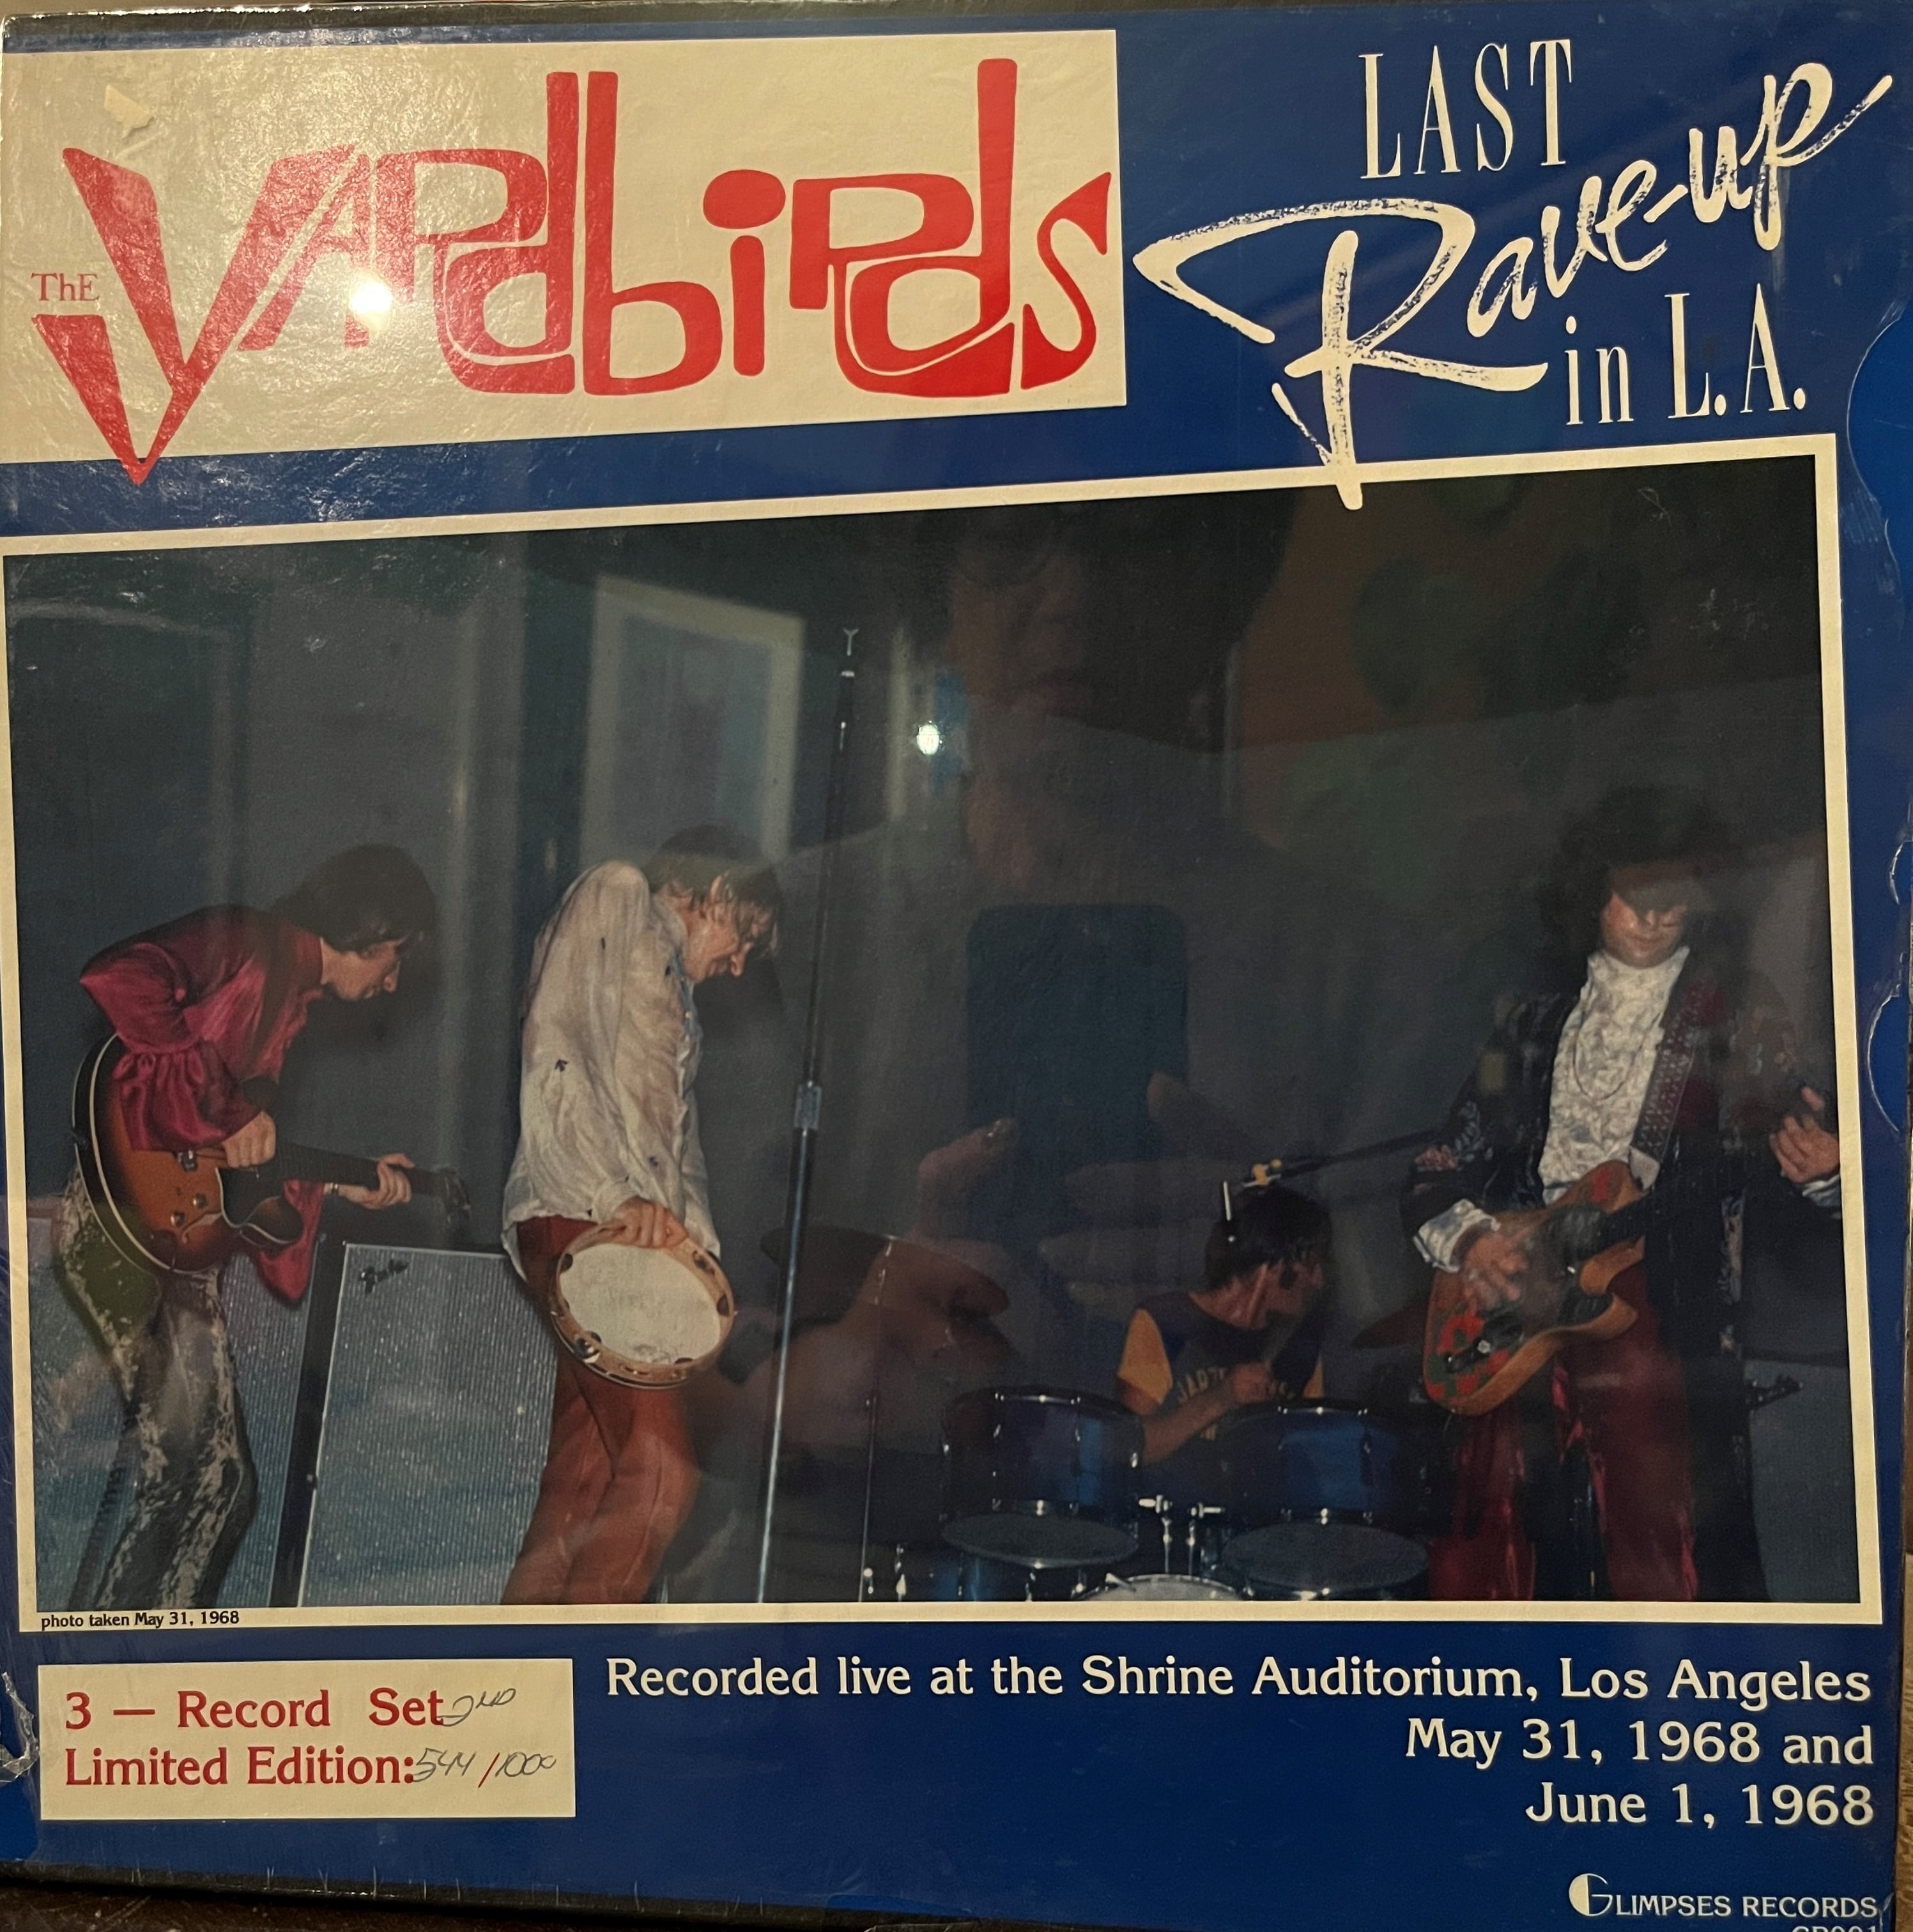 The Yardbirds
LAST
Rave-up
in L.A.
photo taken May 31, 1968
3 — Record Set 2ND
Limited Edition: 544/1000
Recorded live at the Shrine Auditorium, Los Angeles
May 31, 1968 and
June 1, 1968
GLIMPSES RECORDS